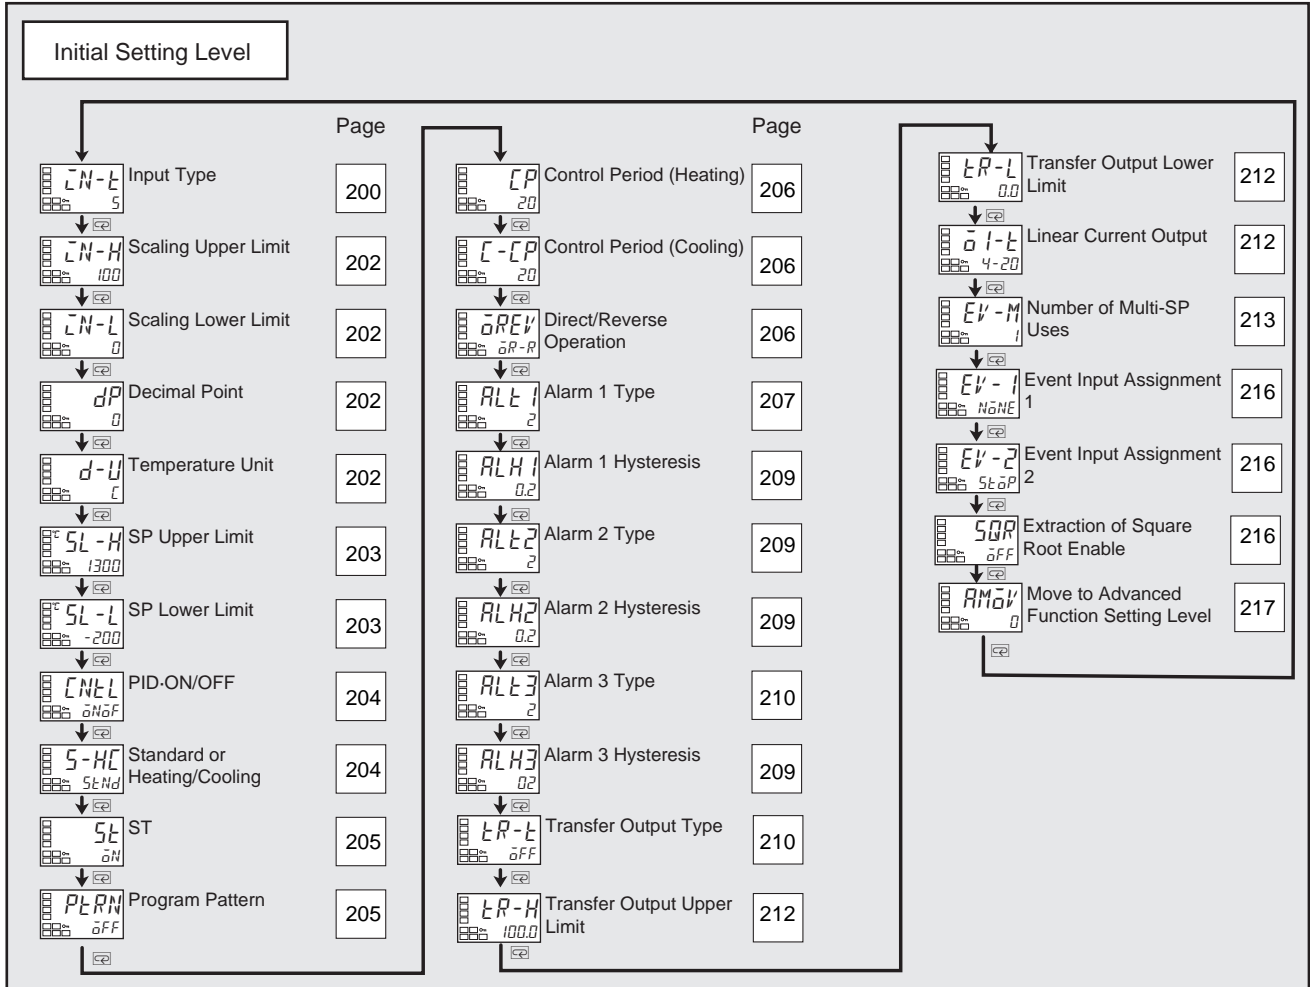 Initial Setting Level
Page
iN-t
5
Input Type
200
iN-H
100
Scaling Upper Limit
202
iN-L
0
Scaling Lower Limit
202
dP
0
Decimal Point
202
d-U
C
Temperature Unit
202
°C
SL-H
1300
SP Upper Limit
203
°C
SL-L
-200
SP Lower Limit
203
CNtL
oNoF
PID·ON/OFF
204
S-HC
StNd
Standard or
Heating/Cooling
204
St
oN
ST
205
PtRN
oFF
Program Pattern
205
Page
CP
20
Control Period (Heating)
206
C-CP
20
Control Period (Cooling)
206
oREV
oR-R
Direct/Reverse
Operation
206
ALt1
2
Alarm 1 Type
207
ALH1
0.2
Alarm 1 Hysteresis
209
ALt2
2
Alarm 2 Type
209
ALH2
0.2
Alarm 2 Hysteresis
209
ALt3
2
Alarm 3 Type
210
ALH3
02
Alarm 3 Hysteresis
209
tR-t
oFF
Transfer Output Type
210
tR-H
100.0
Transfer Output Upper
Limit
212
tR-L
0.0
Transfer Output Lower
Limit
212
o1-t
4-20
Linear Current Output
212
EV-M
1
Number of Multi-SP
Uses
213
EV-1
NoNE
Event Input Assignment
1
216
EV-2
StoP
Event Input Assignment
2
216
SQR
oFF
Extraction of Square
Root Enable
216
AMoV
0
Move to Advanced
Function Setting Level
217